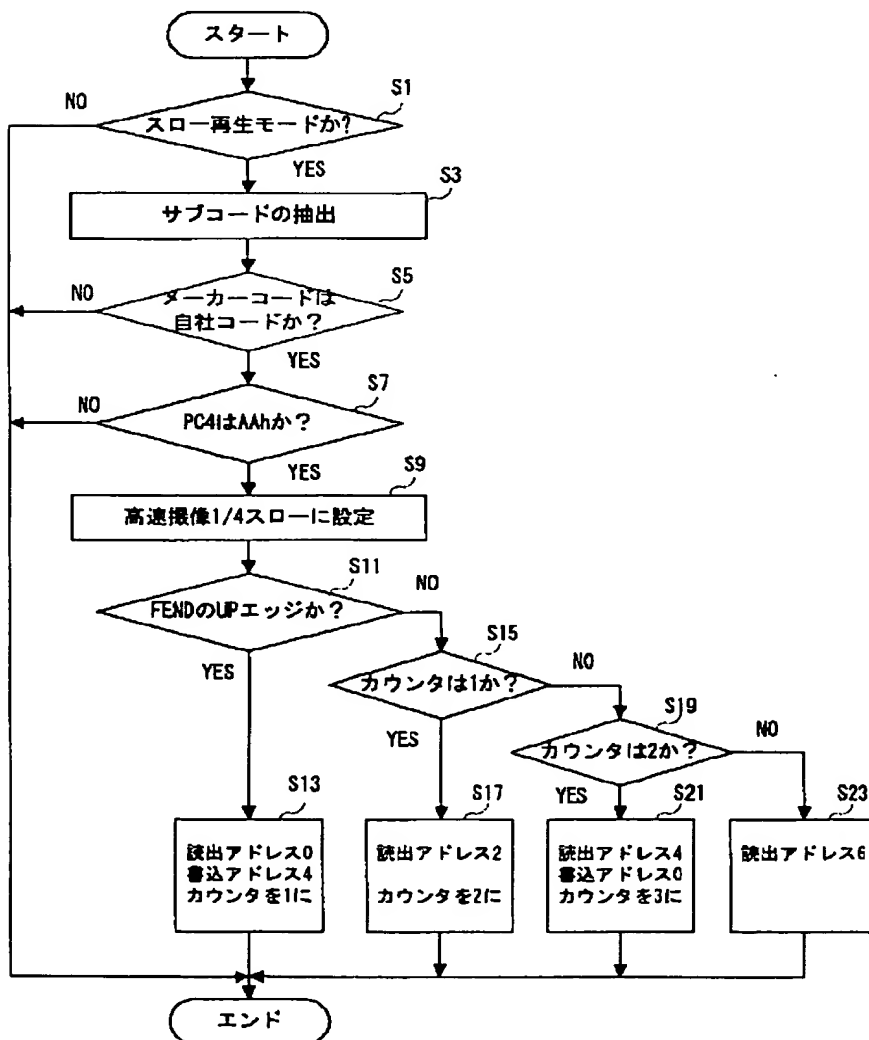 スタート
S1
NO
スロー再生モードか?
YES
S3
サブコードの抽出
S5
NO
メーカーコードは
自社コードか？
YES
S7
NO
PC4はAAhか？
YES
S9
高速撮像1/4スローに設定
S11
NO
FENDのUPエッジか？
YES
S15
NO
カウンタは1か？
YES
S19
NO
カウンタは2か？
YES
S13
読出アドレス0
書込アドレス4
カウンタを1に
S17
読出アドレス2
カウンタを2に
S21
読出アドレス4
書込アドレス0
カウンタを3に
S23
読出アドレス6
エンド